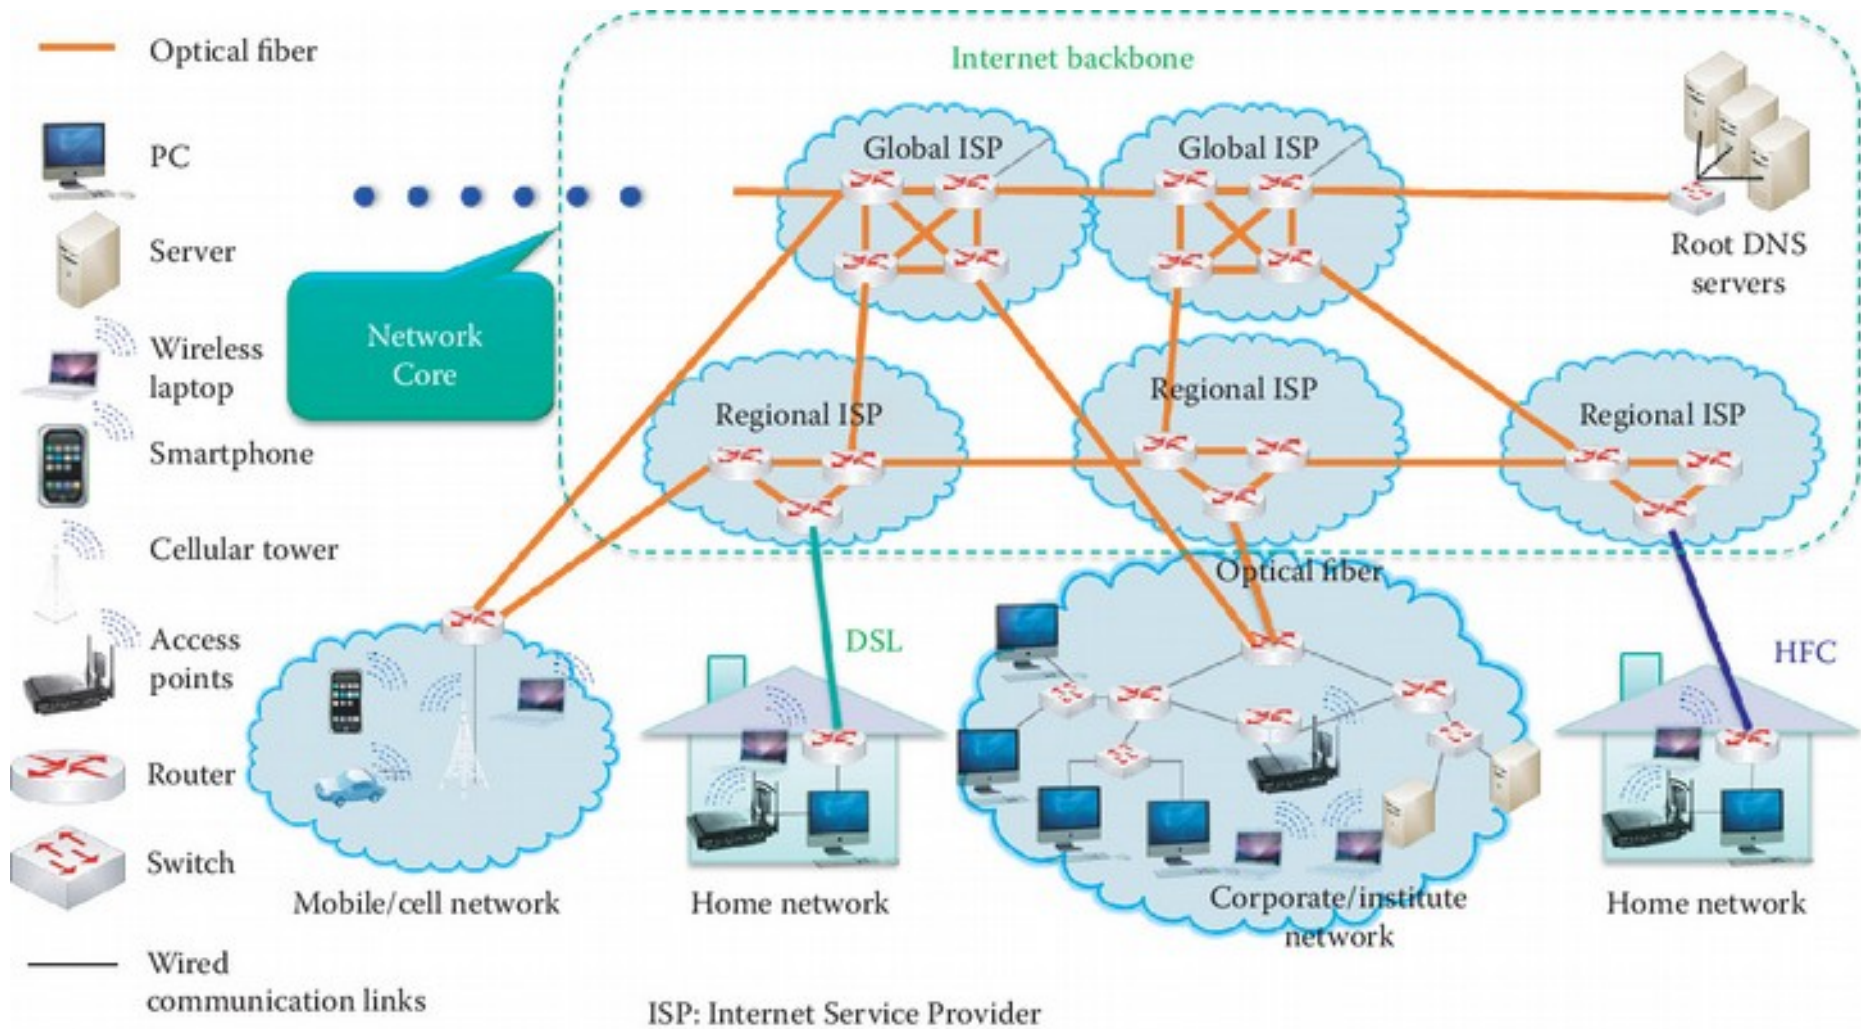 Optical fiber
PC
Server
Wireless
laptop
Smartphone
Cellular tower
Access
points
Router
Switch
Wired
communication links
Network
Core
Internet backbone
Global ISP
Global ISP
Root DNS
servers
Regional ISP
Regional ISP
Regional ISP
Optical fiber
DSL
HFC
Mobile/cell network
Home network
Corporate/institute
network
Home network
ISP: Internet Service Provider